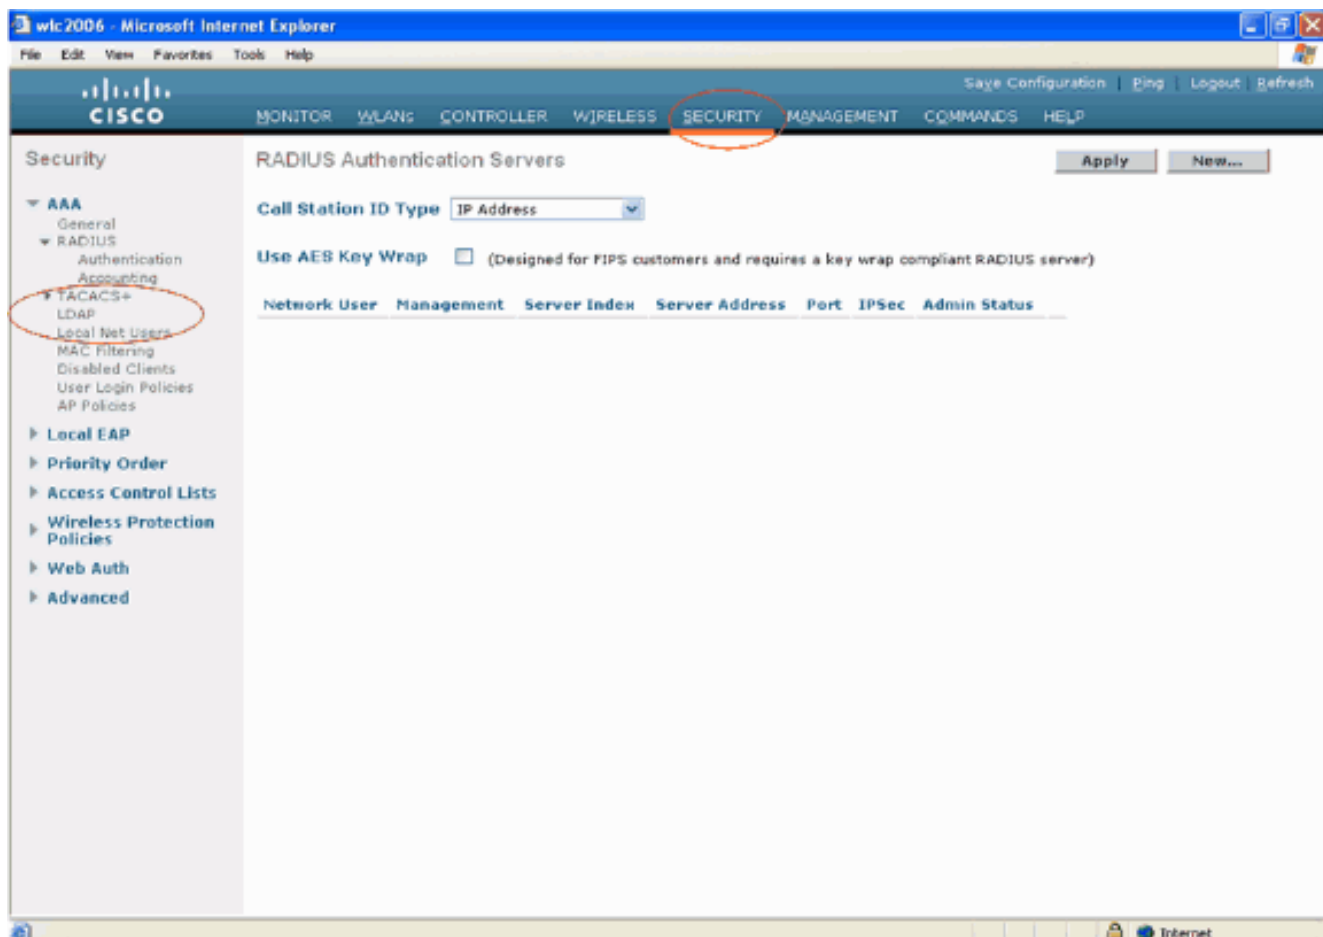 wlc2006 - Microsoft Internet Explorer
File Edit View Favorites Tools Help
Save Configuration | Ping | Logout | Refresh
CISCO
MONITOR WLANs CONTROLLER WIRELESS SECURITY MANAGEMENT COMMANDS HELP
Security
RADIUS Authentication Servers
Apply
New...
AAA
General
RADIUS
Authentication
Accounting
TACACS+
LDAP
Local Net Users
MAC Filtering
Disabled Clients
User Login Policies
AP Policies
Local EAP
Priority Order
Access Control Lists
Wireless Protection
Policies
Web Auth
Advanced
Call Station ID Type IP Address
Use AES Key Wrap (Designed for FIPS customers and requires a key wrap compliant RADIUS server)
Network User Management Server Index Server Address Port IPSec Admin Status
Internet